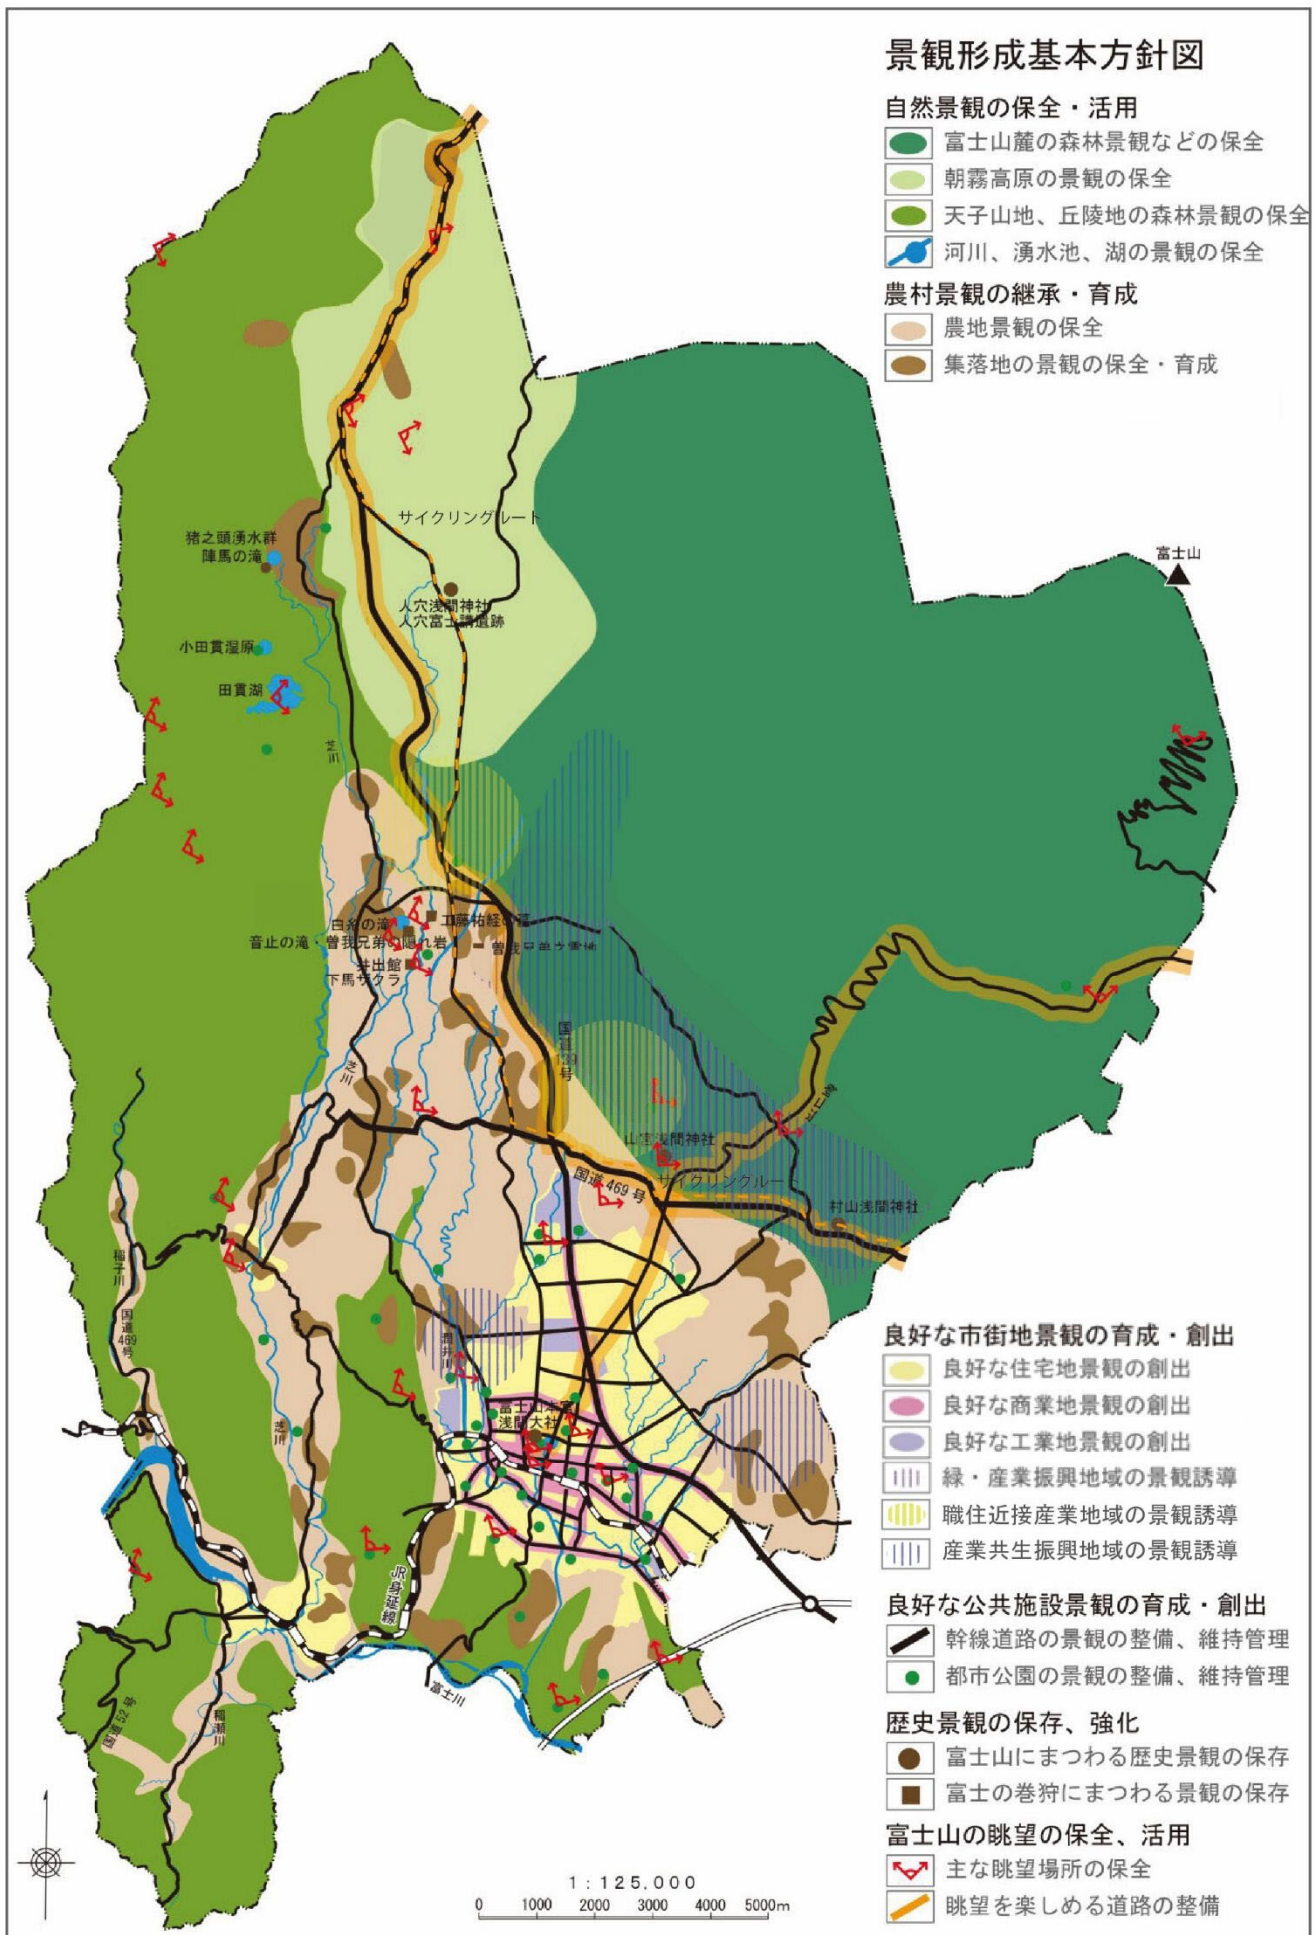 景観形成基本方針図
自然景観の保全・活用
富士山麓の森林景観などの保全
朝霧高原の景観の保全
天子山地、丘陵地の森林景観の保全
河川、湧水池、湖の景観の保全
農村景観の継承・育成
農地景観の保全
集落地の景観の保全・育成
サイクリングルート
猪之頭湧水群
陣馬の滝
富士山
人穴浅間神社
人穴富士講遺跡
小田貫湿原
田貫湖
芝川
白糸の滝
工藤祐経の墓
音止の滝・曽我兄弟の隠れ岩
曽我兄弟之霊地
井出館
下馬ザクラ
国道
139
号
芝川
山宮浅間神社
国道 469 号
サイクリングルート
村山浅間神社
稲子川
国道
469
号
潤井川
富士山本宮
浅間大社
芝川
JR身延線
富士川
国道 52 号
稲瀬川
良好な市街地景観の育成・創出
良好な住宅地景観の創出
良好な商業地景観の創出
良好な工業地景観の創出
緑・産業振興地域の景観誘導
職住近接産業地域の景観誘導
産業共生振興地域の景観誘導
良好な公共施設景観の育成・創出
幹線道路の景観の整備、維持管理
都市公園の景観の整備、維持管理
歴史景観の保存、強化
富士山にまつわる歴史景観の保存
富士の巻狩にまつわる景観の保存
富士山の眺望の保全、活用
主な眺望場所の保全
眺望を楽しめる道路の整備
1:125,000
0 1000 2000 3000 4000 5000m